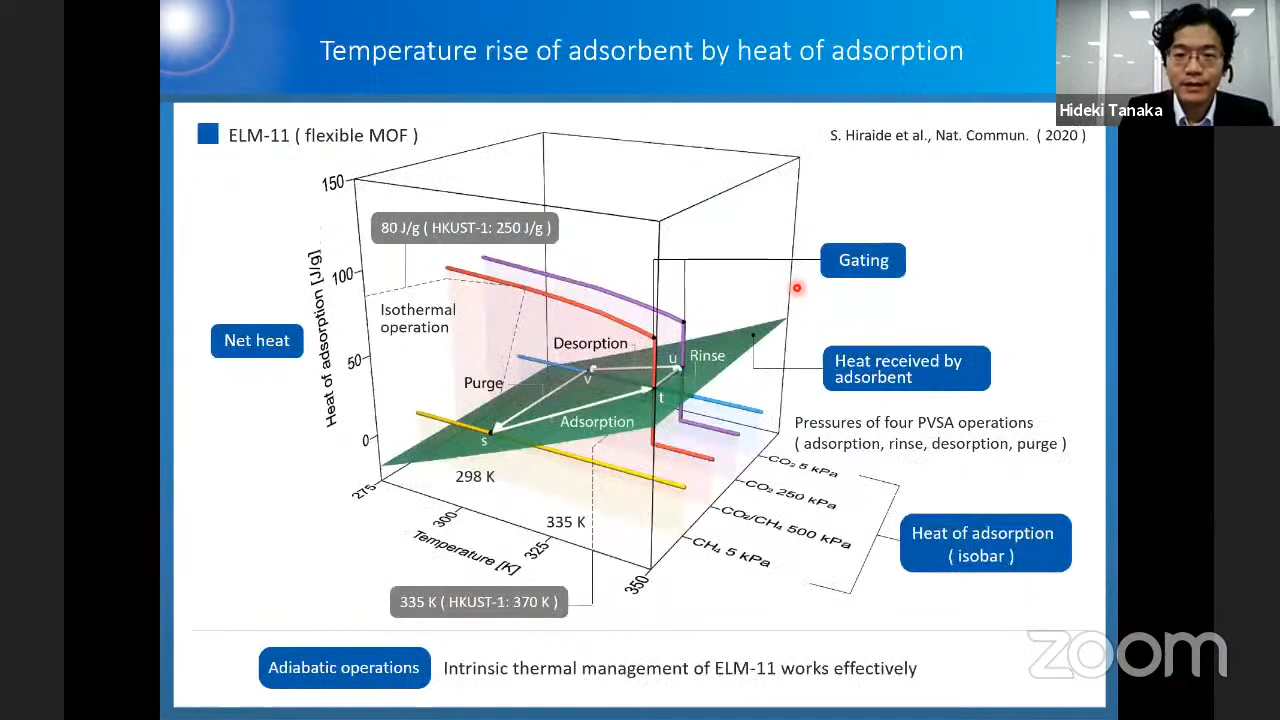 Temperature rise of adsorbent by heat of adsorption
Hideki Tanaka
ELM-11 ( flexible MOF )
S. Hiraide et al., Nat. Commun. ( 2020 )
150
100
50
0
Heat of adsorption [J/g]
80 J/g ( HKUST-1: 250 J/g )
Gating
Isothermal
operation
Net heat
Desorption
u
Rinse
v
Purge
t
Adsorption
s
Heat received by
adsorbent
Pressures of four PVSA operations
( adsorption, rinse, desorption, purge )
298 K
335 K
275
300
325
350
Temperature [K]
CO₂ 5 kPa
CO₂ 250 kPa
CO₂/CH₄ 500 kPa
CH₄ 5 kPa
Heat of adsorption
( isobar )
335 K ( HKUST-1: 370 K )
Adiabatic operations
Intrinsic thermal management of ELM-11 works effectively
zoom